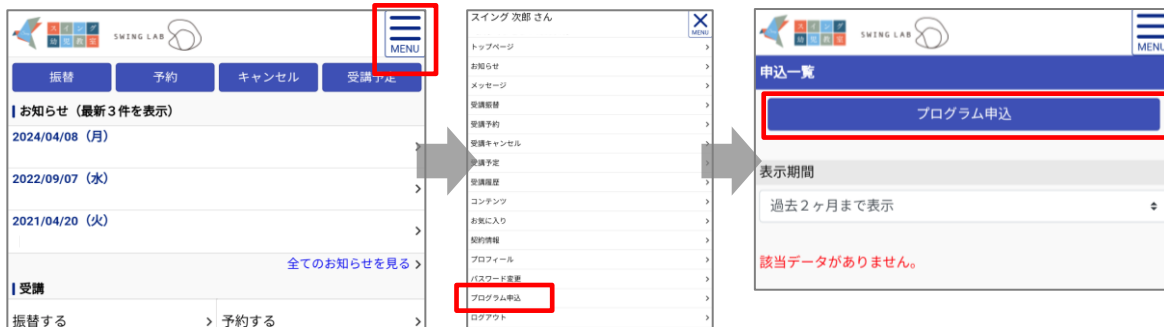 スイング
幼児教室
SWING LAB
MENU
振替
予約
キャンセル
受講予定
お知らせ（最新３件を表示）
2024/04/08（月）
2022/09/07（水）
2021/04/20（火）
全てのお知らせを見る
受講
振替する
予約する
スイング 次郎 さん
MENU
トップページ
お知らせ
メッセージ
受講振替
受講予約
受講キャンセル
受講予定
受講履歴
コンテンツ
お気に入り
契約情報
プロフィール
パスワード変更
プログラム申込
ログアウト
スイング
幼児教室
SWING LAB
MENU
申込一覧
プログラム申込
表示期間
過去２ヶ月まで表示
該当データがありません。